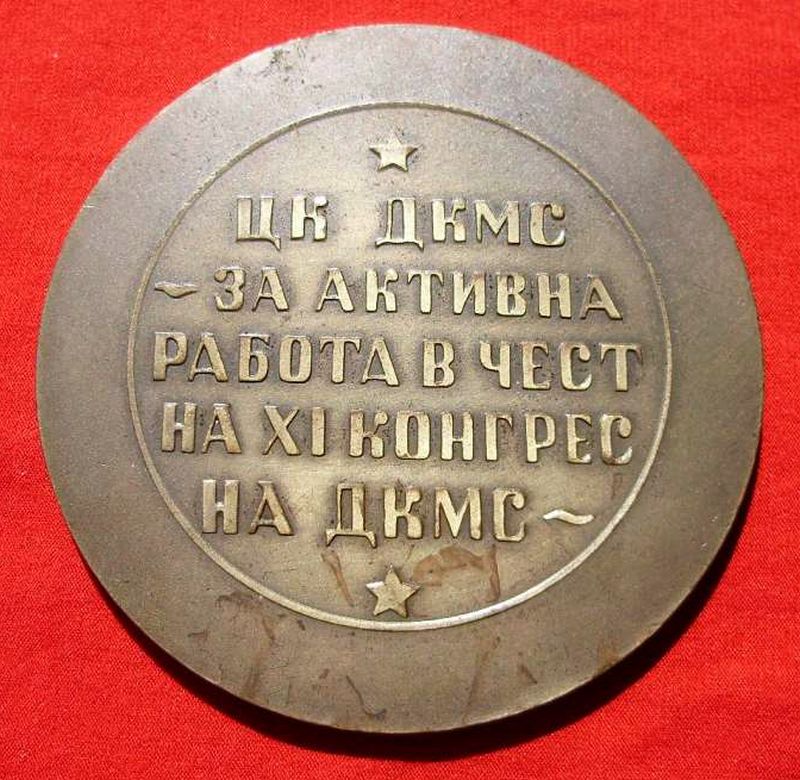 ЦК ДКМС
~ЗА АКТИВНА
РАБОТА В ЧЕСТ
НА XI КОНГРЕС
НА ДКМС~